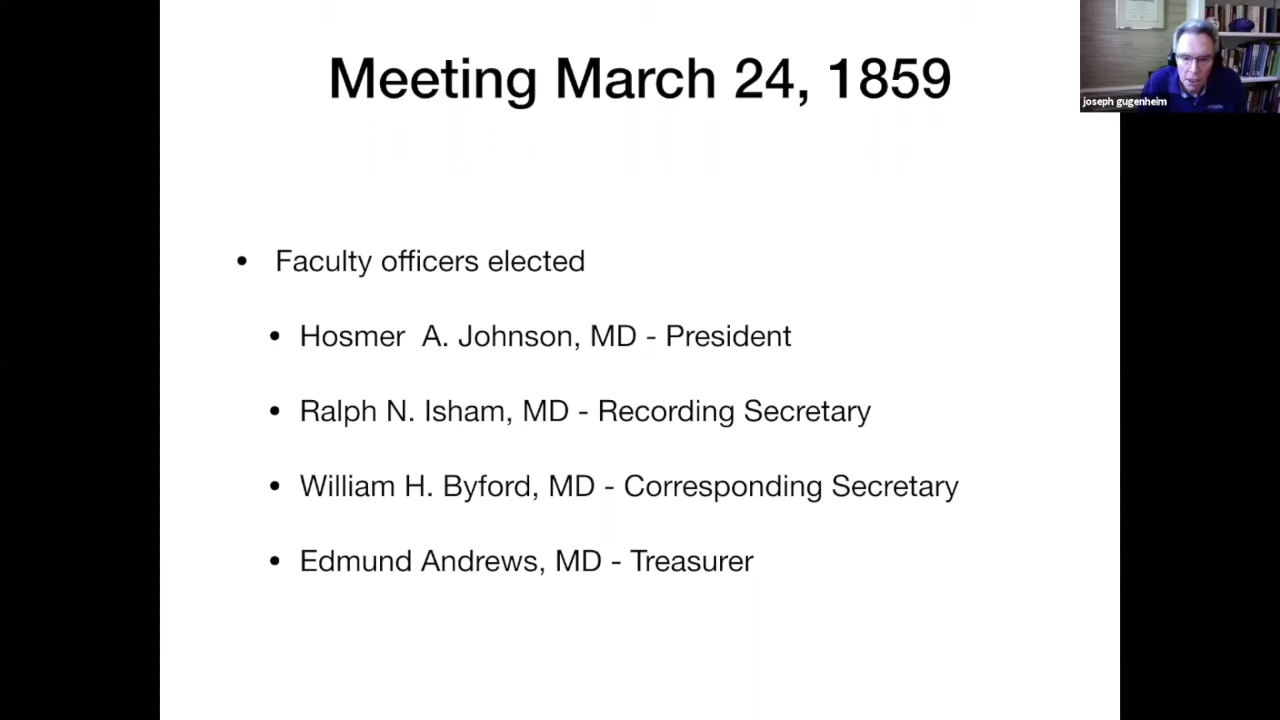 Meeting March 24, 1859
joseph gugenheim
• Faculty officers elected
• Hosmer A. Johnson, MD - President
• Ralph N. Isham, MD - Recording Secretary
• William H. Byford, MD - Corresponding Secretary
• Edmund Andrews, MD - Treasurer